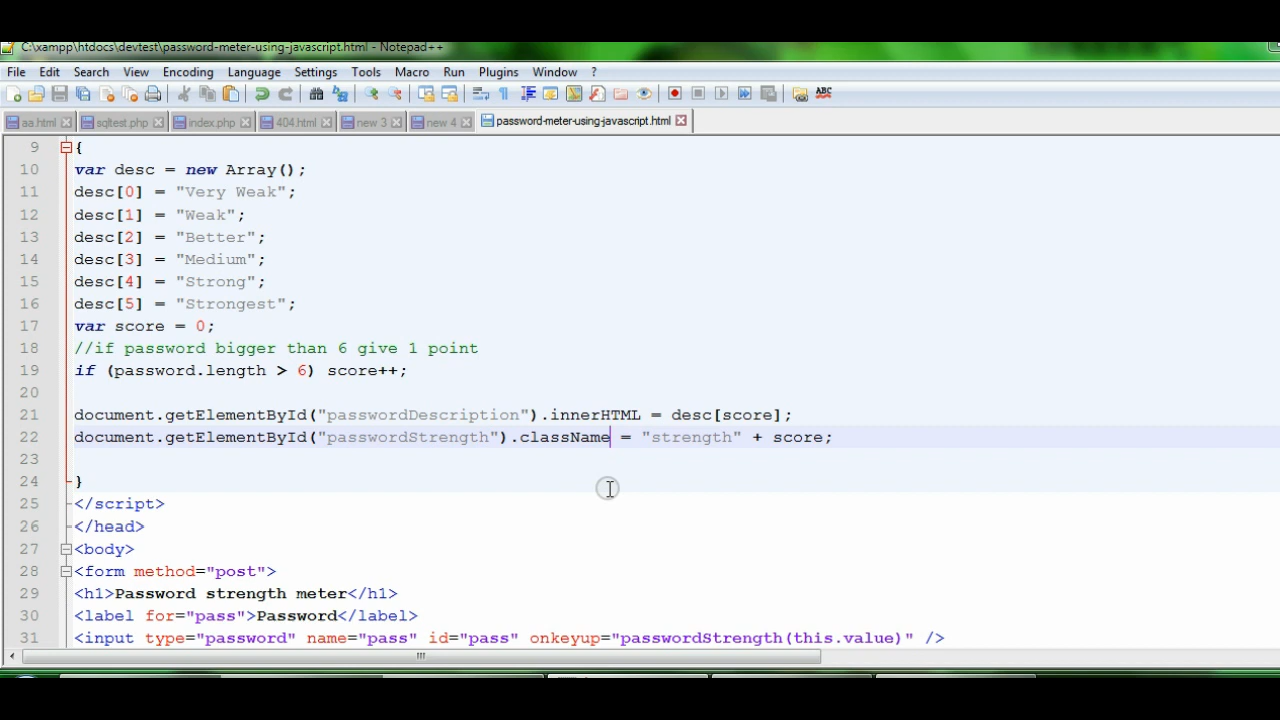 C:\xampp\htdocs\devtest\password-meter-using-javascript.html - Notepad++
File Edit Search View Encoding Language Settings Tools Macro Run Plugins Window ?
ABC
aa.html sqltest.php index.php 404.html new 3 new 4 password-meter-using-javascript.html
9 {
10 var desc = new Array();
11 desc[0] = "Very Weak";
12 desc[1] = "Weak";
13 desc[2] = "Better";
14 desc[3] = "Medium";
15 desc[4] = "Strong";
16 desc[5] = "Strongest";
17 var score = 0;
18 //if password bigger than 6 give 1 point
19 if (password.length > 6) score++;
20
21 document.getElementById("passwordDescription").innerHTML = desc[score];
22 document.getElementById("passwordStrength").className = "strength" + score;
23
24 }
25 </script>
26 </head>
27 <body>
28 <form method="post">
29 <h1>Password strength meter</h1>
30 <label for="pass">Password</label>
31 <input type="password" name="pass" id="pass" onkeyup="passwordStrength(this.value)" />